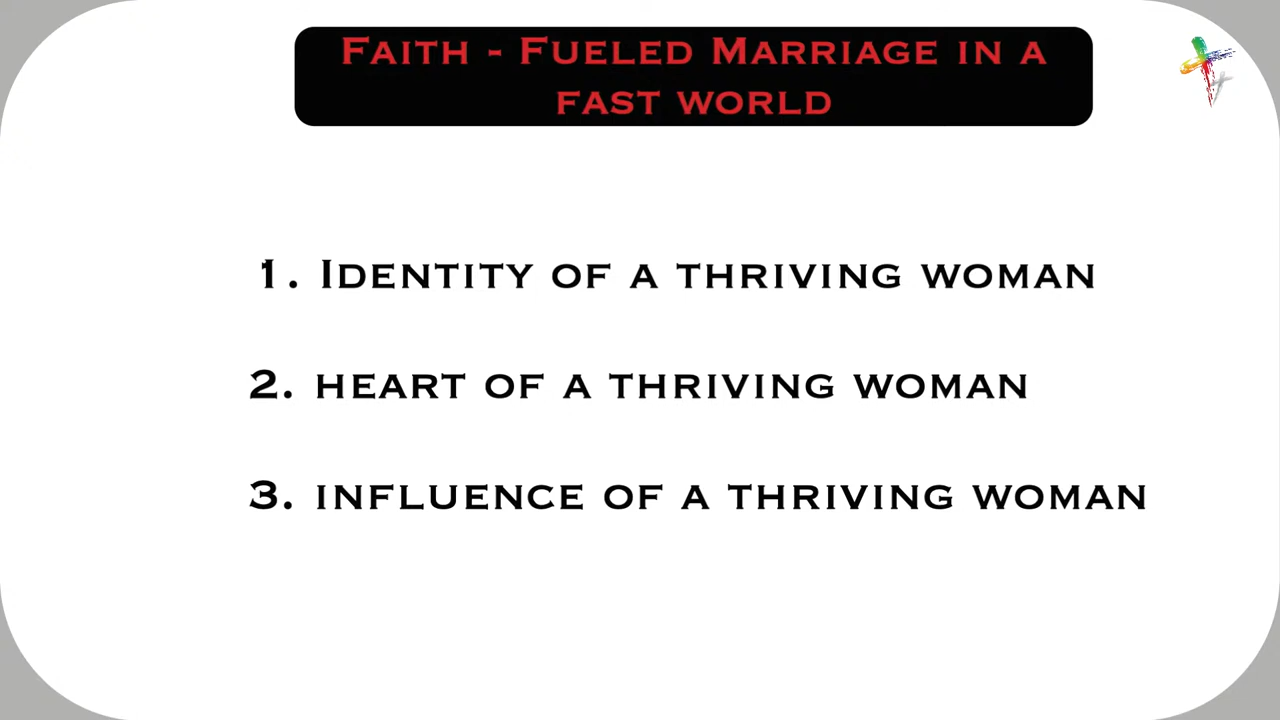 Faith - Fueled Marriage in a
fast world
1. Identity of a thriving woman
2. heart of a thriving woman
3. influence of a thriving woman